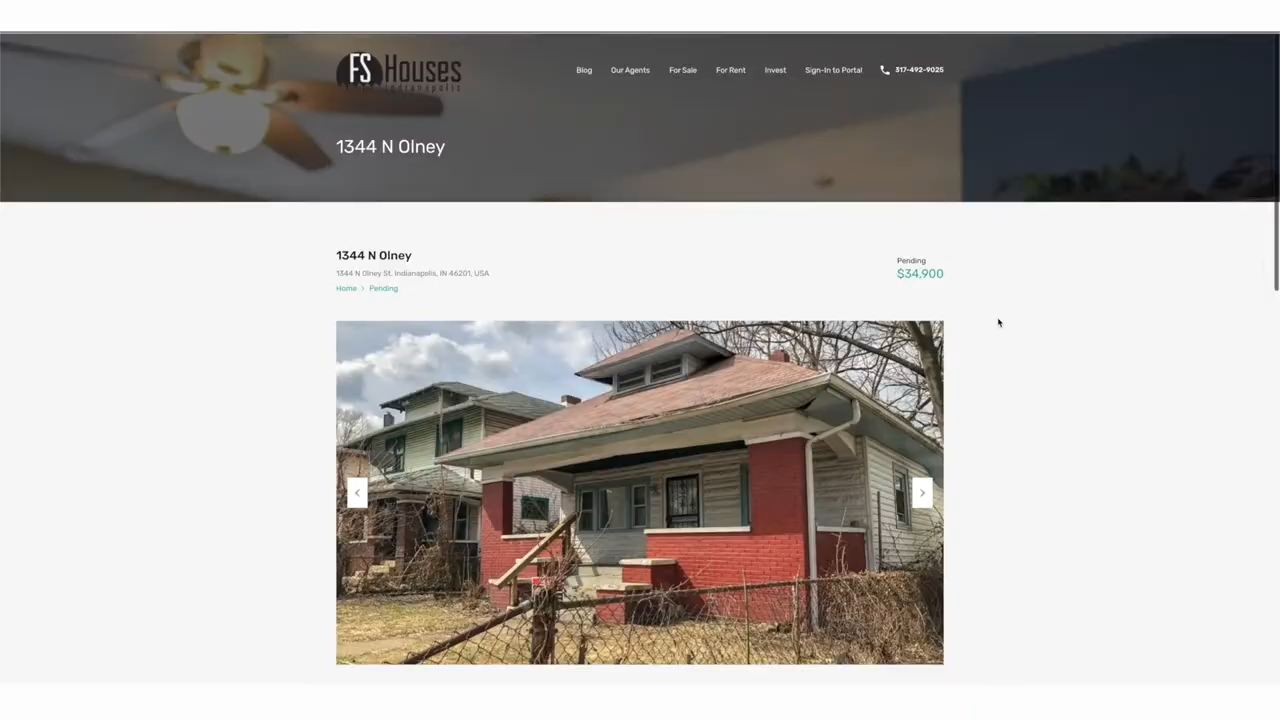 FS Houses
Indianapolis
Blog
Our Agents
For Sale
For Rent
Invest
Sign-In to Portal
317-492-9025
1344 N Olney
1344 N Olney
1344 N Olney St. Indianapolis, IN 46201, USA
Home > Pending
Pending
$34,900